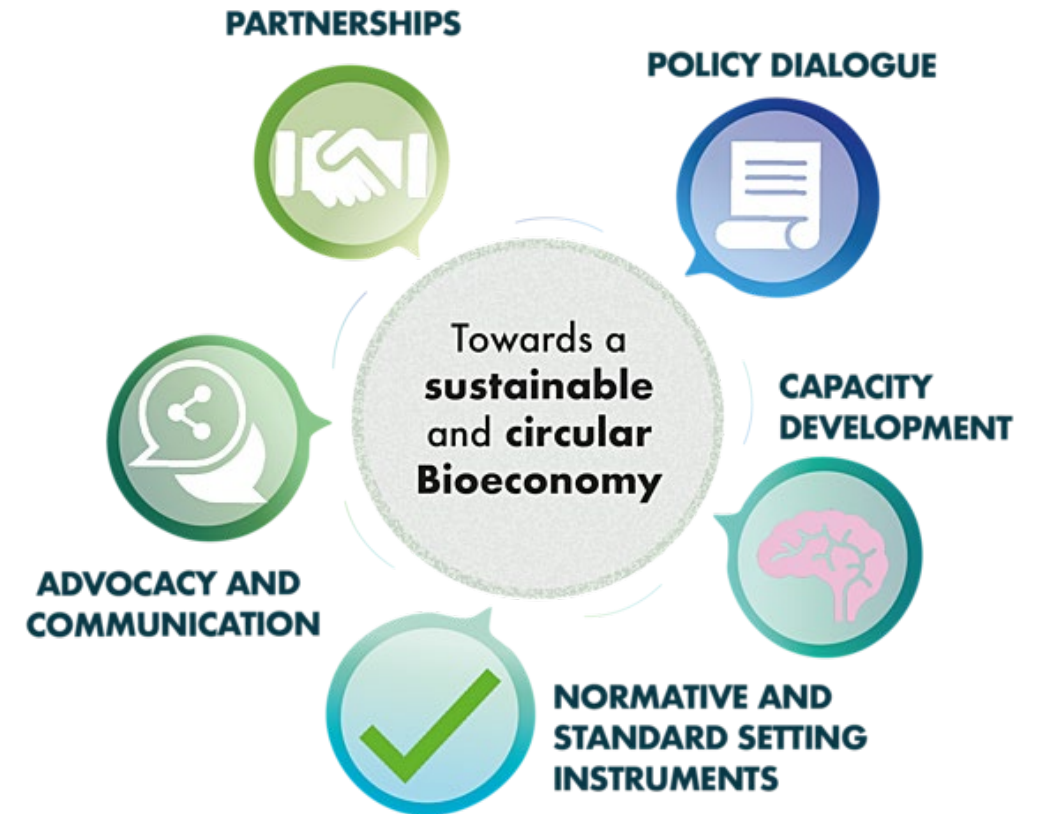 PARTNERSHIPS
POLICY DIALOGUE
Towards a
sustainable
and circular
Bioeconomy
CAPACITY
DEVELOPMENT
ADVOCACY AND
COMMUNICATION
NORMATIVE AND
STANDARD SETTING
INSTRUMENTS